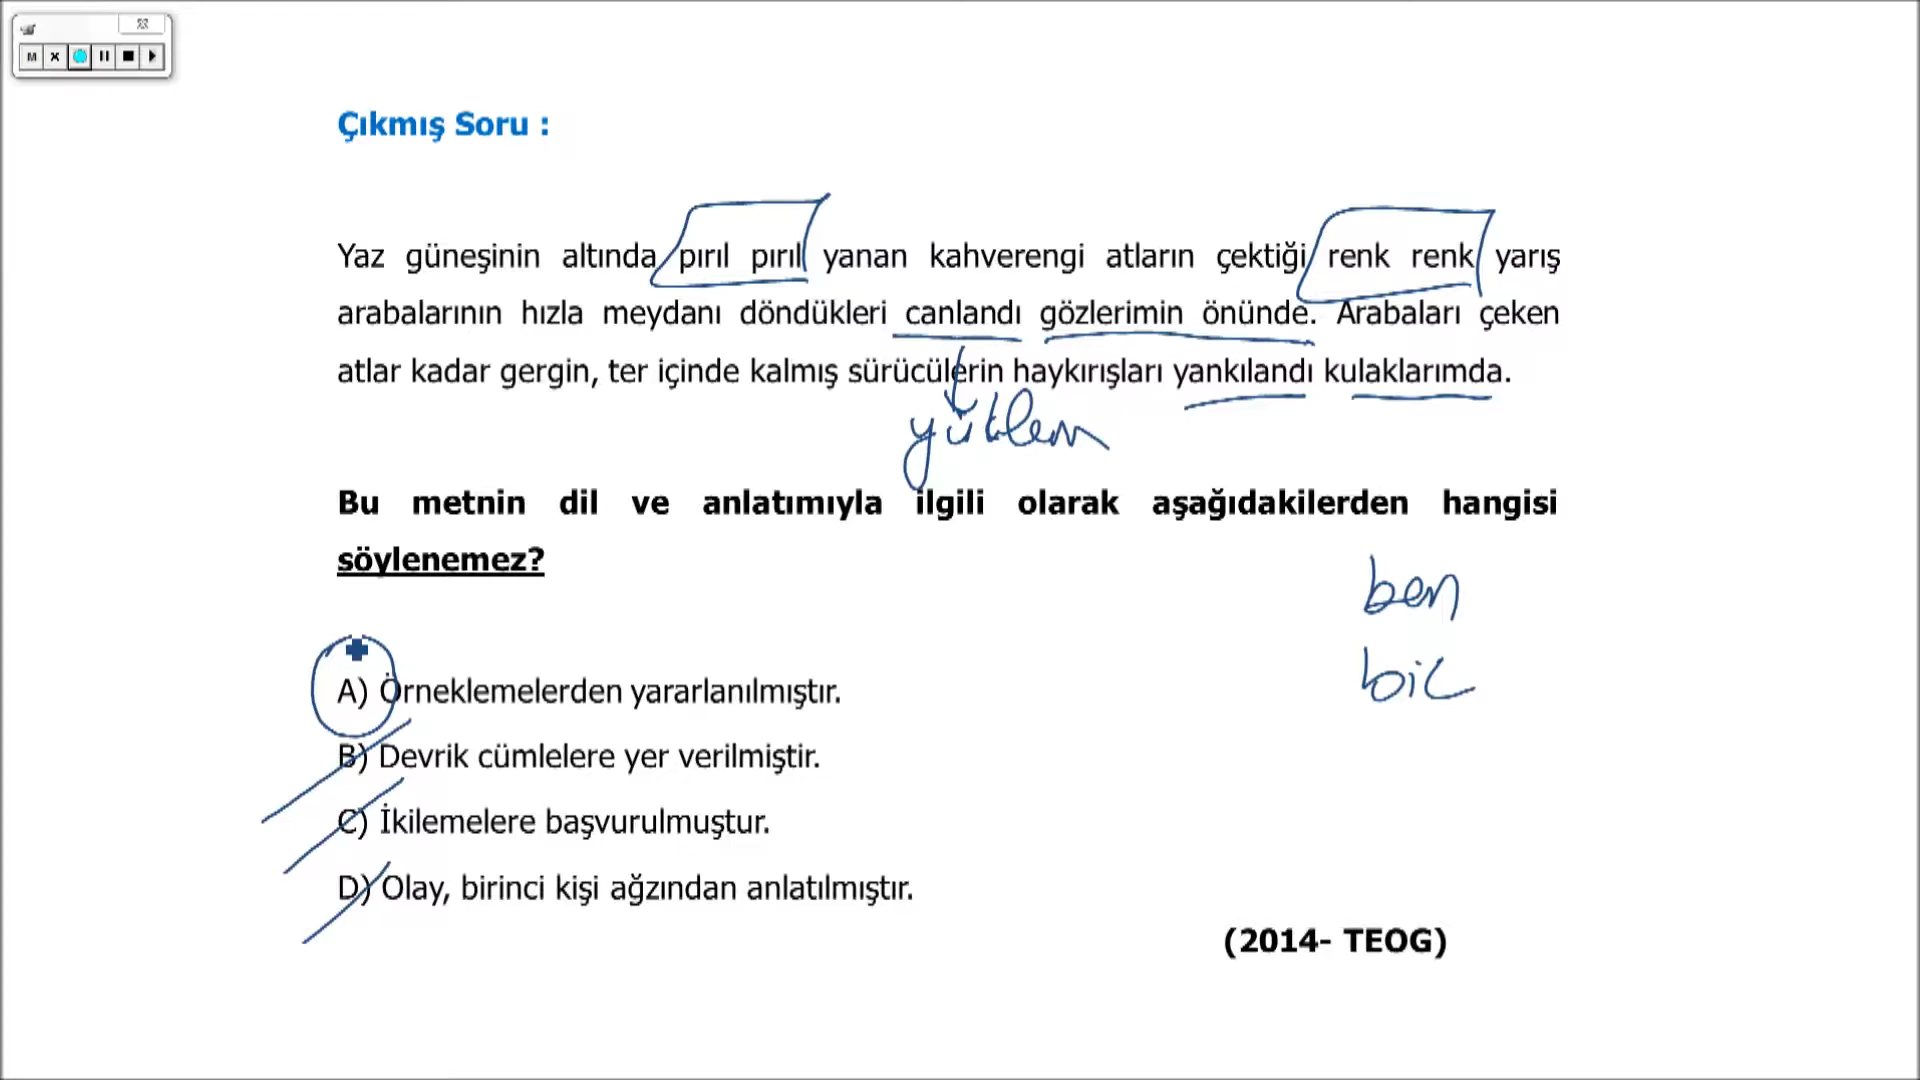 M
Çıkmış Soru :
Yaz güneşinin altında pırıl pırıl yanan kahverengi atların çektiği renk renk yarış
arabalarının hızla meydanı döndükleri canlandı gözlerimin önünde. Arabaları çeken
atlar kadar gergin, ter içinde kalmış sürücülerin haykırışları yankılandı kulaklarımda.
yüklem
Bu metnin dil ve anlatımıyla ilgili olarak aşağıdakilerden hangisi
söylenemez?
ben
biz
A) Örneklemelerden yararlanılmıştır.
B) Devrik cümlelere yer verilmiştir.
C) İkilemelere başvurulmuştur.
D) Olay, birinci kişi ağzından anlatılmıştır.
(2014- TEOG)